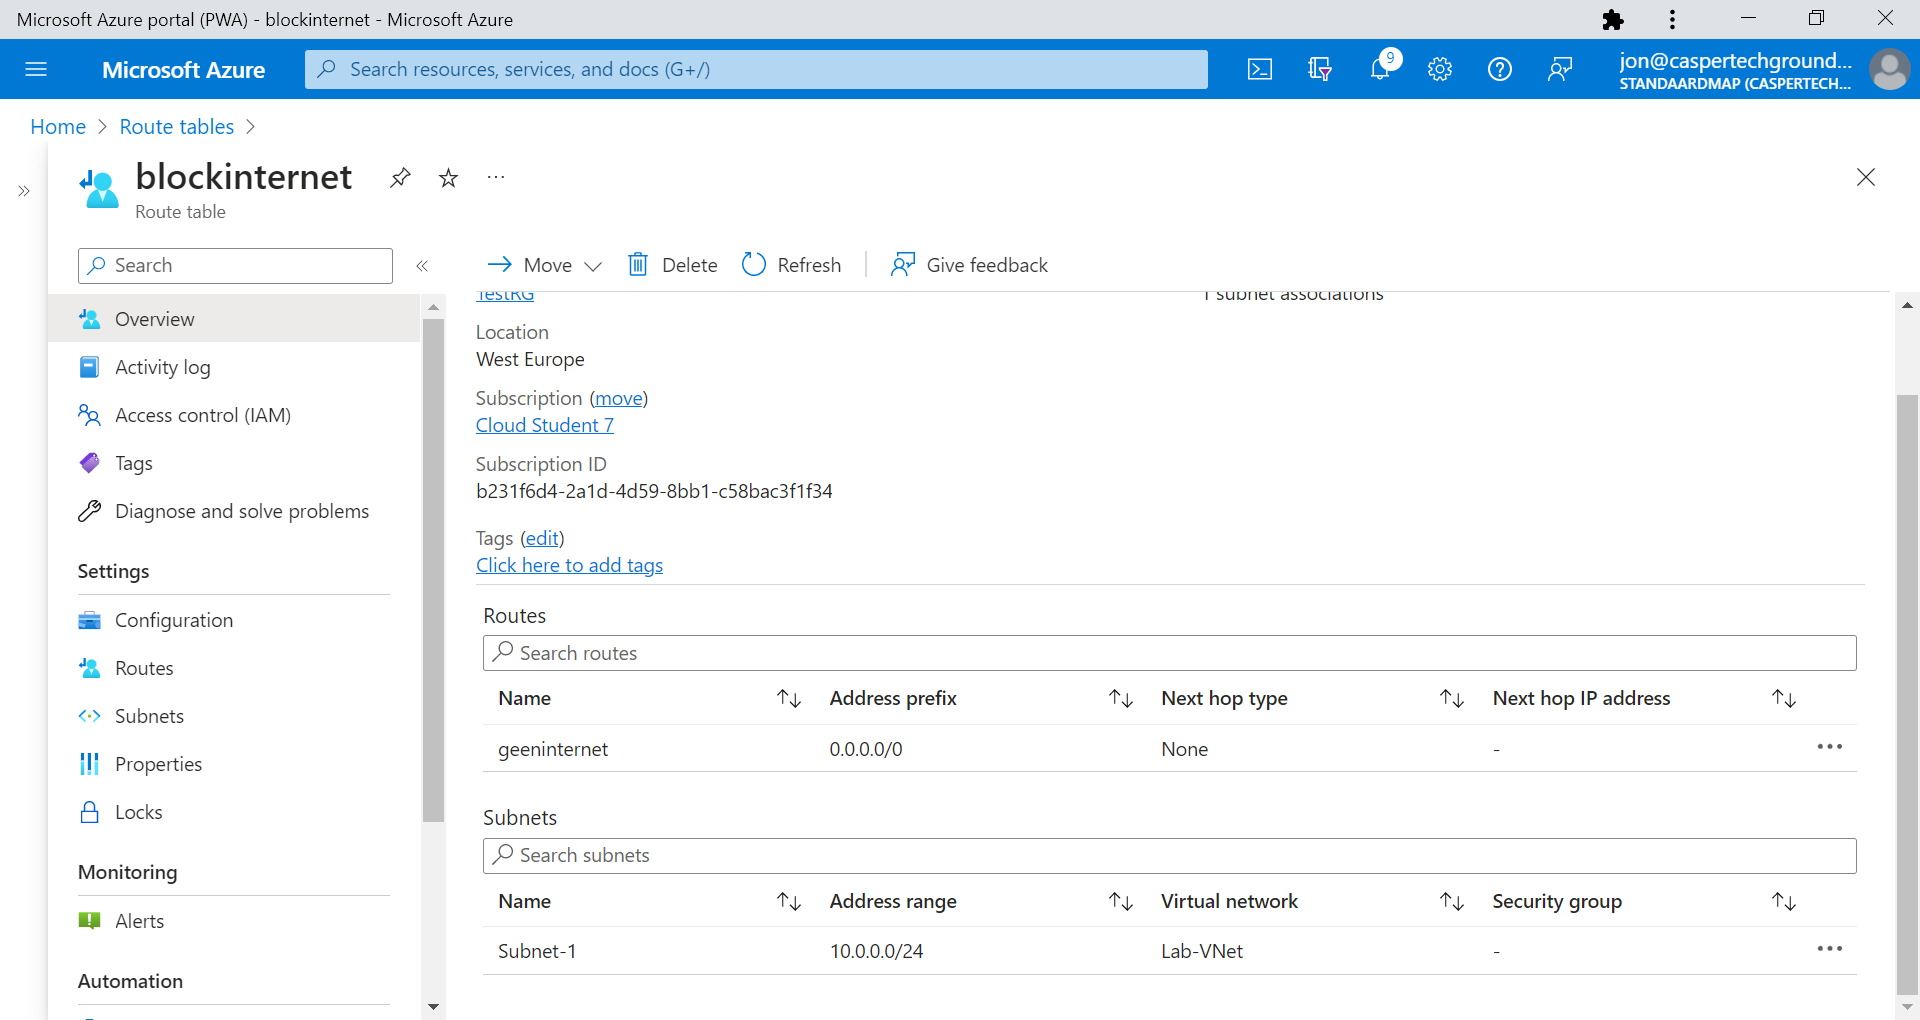 Microsoft Azure portal (PWA) - blockinternet - Microsoft Azure
Microsoft Azure
Search resources, services, and docs (G+/)
9
jon@caspertechground...
STANDAARDMAP (CASPERTECH...
Home > Route tables >
blockinternet
Route table
Search
Move
Delete
Refresh
Give feedback
Overview
Activity log
Access control (IAM)
Tags
Diagnose and solve problems
Settings
Configuration
Routes
Subnets
Properties
Locks
Monitoring
Alerts
Automation
TestRG
1 subnet associations
Location
West Europe
Subscription (move)
Cloud Student 7
Subscription ID
b231f6d4-2a1d-4d59-8bb1-c58bac3f1f34
Tags (edit)
Click here to add tags
Routes
Search routes
Name Address prefix Next hop type Next hop IP address
geeninternet 0.0.0.0/0 None -
Subnets
Search subnets
Name Address range Virtual network Security group
Subnet-1 10.0.0.0/24 Lab-VNet -